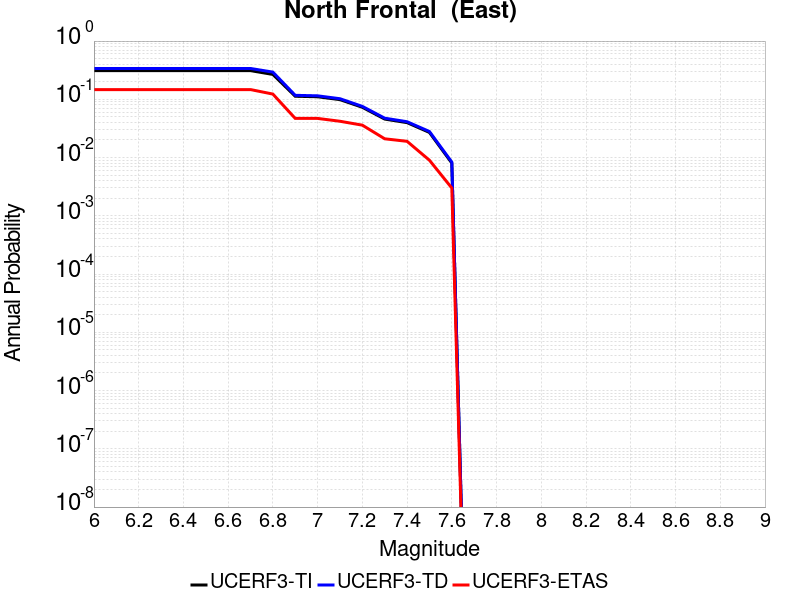 North Frontal  (East)
10^0
10^-1
10^-2
10^-3
10^-4
10^-5
10^-6
10^-7
10^-8
Annual Probability
6 6.2 6.4 6.6 6.8 7 7.2 7.4 7.6 7.8 8 8.2 8.4 8.6 8.8 9
Magnitude
UCERF3-TI UCERF3-TD UCERF3-ETAS